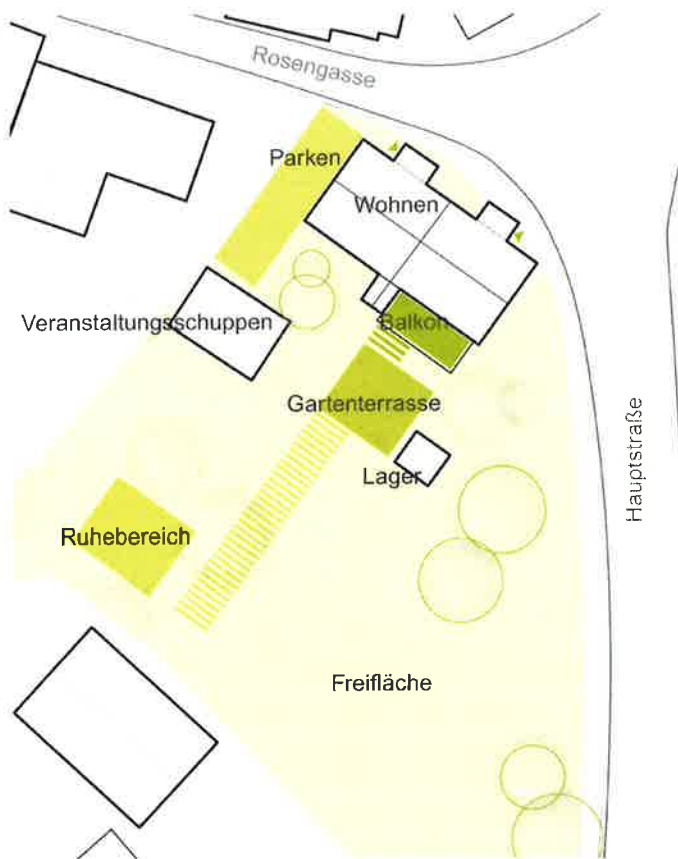 Rosengasse
Parken
Wohnen
Veranstaltungsschuppen
Balkon
Gartenterrasse
Hauptstraße
Lager
Ruhebereich
Freifläche